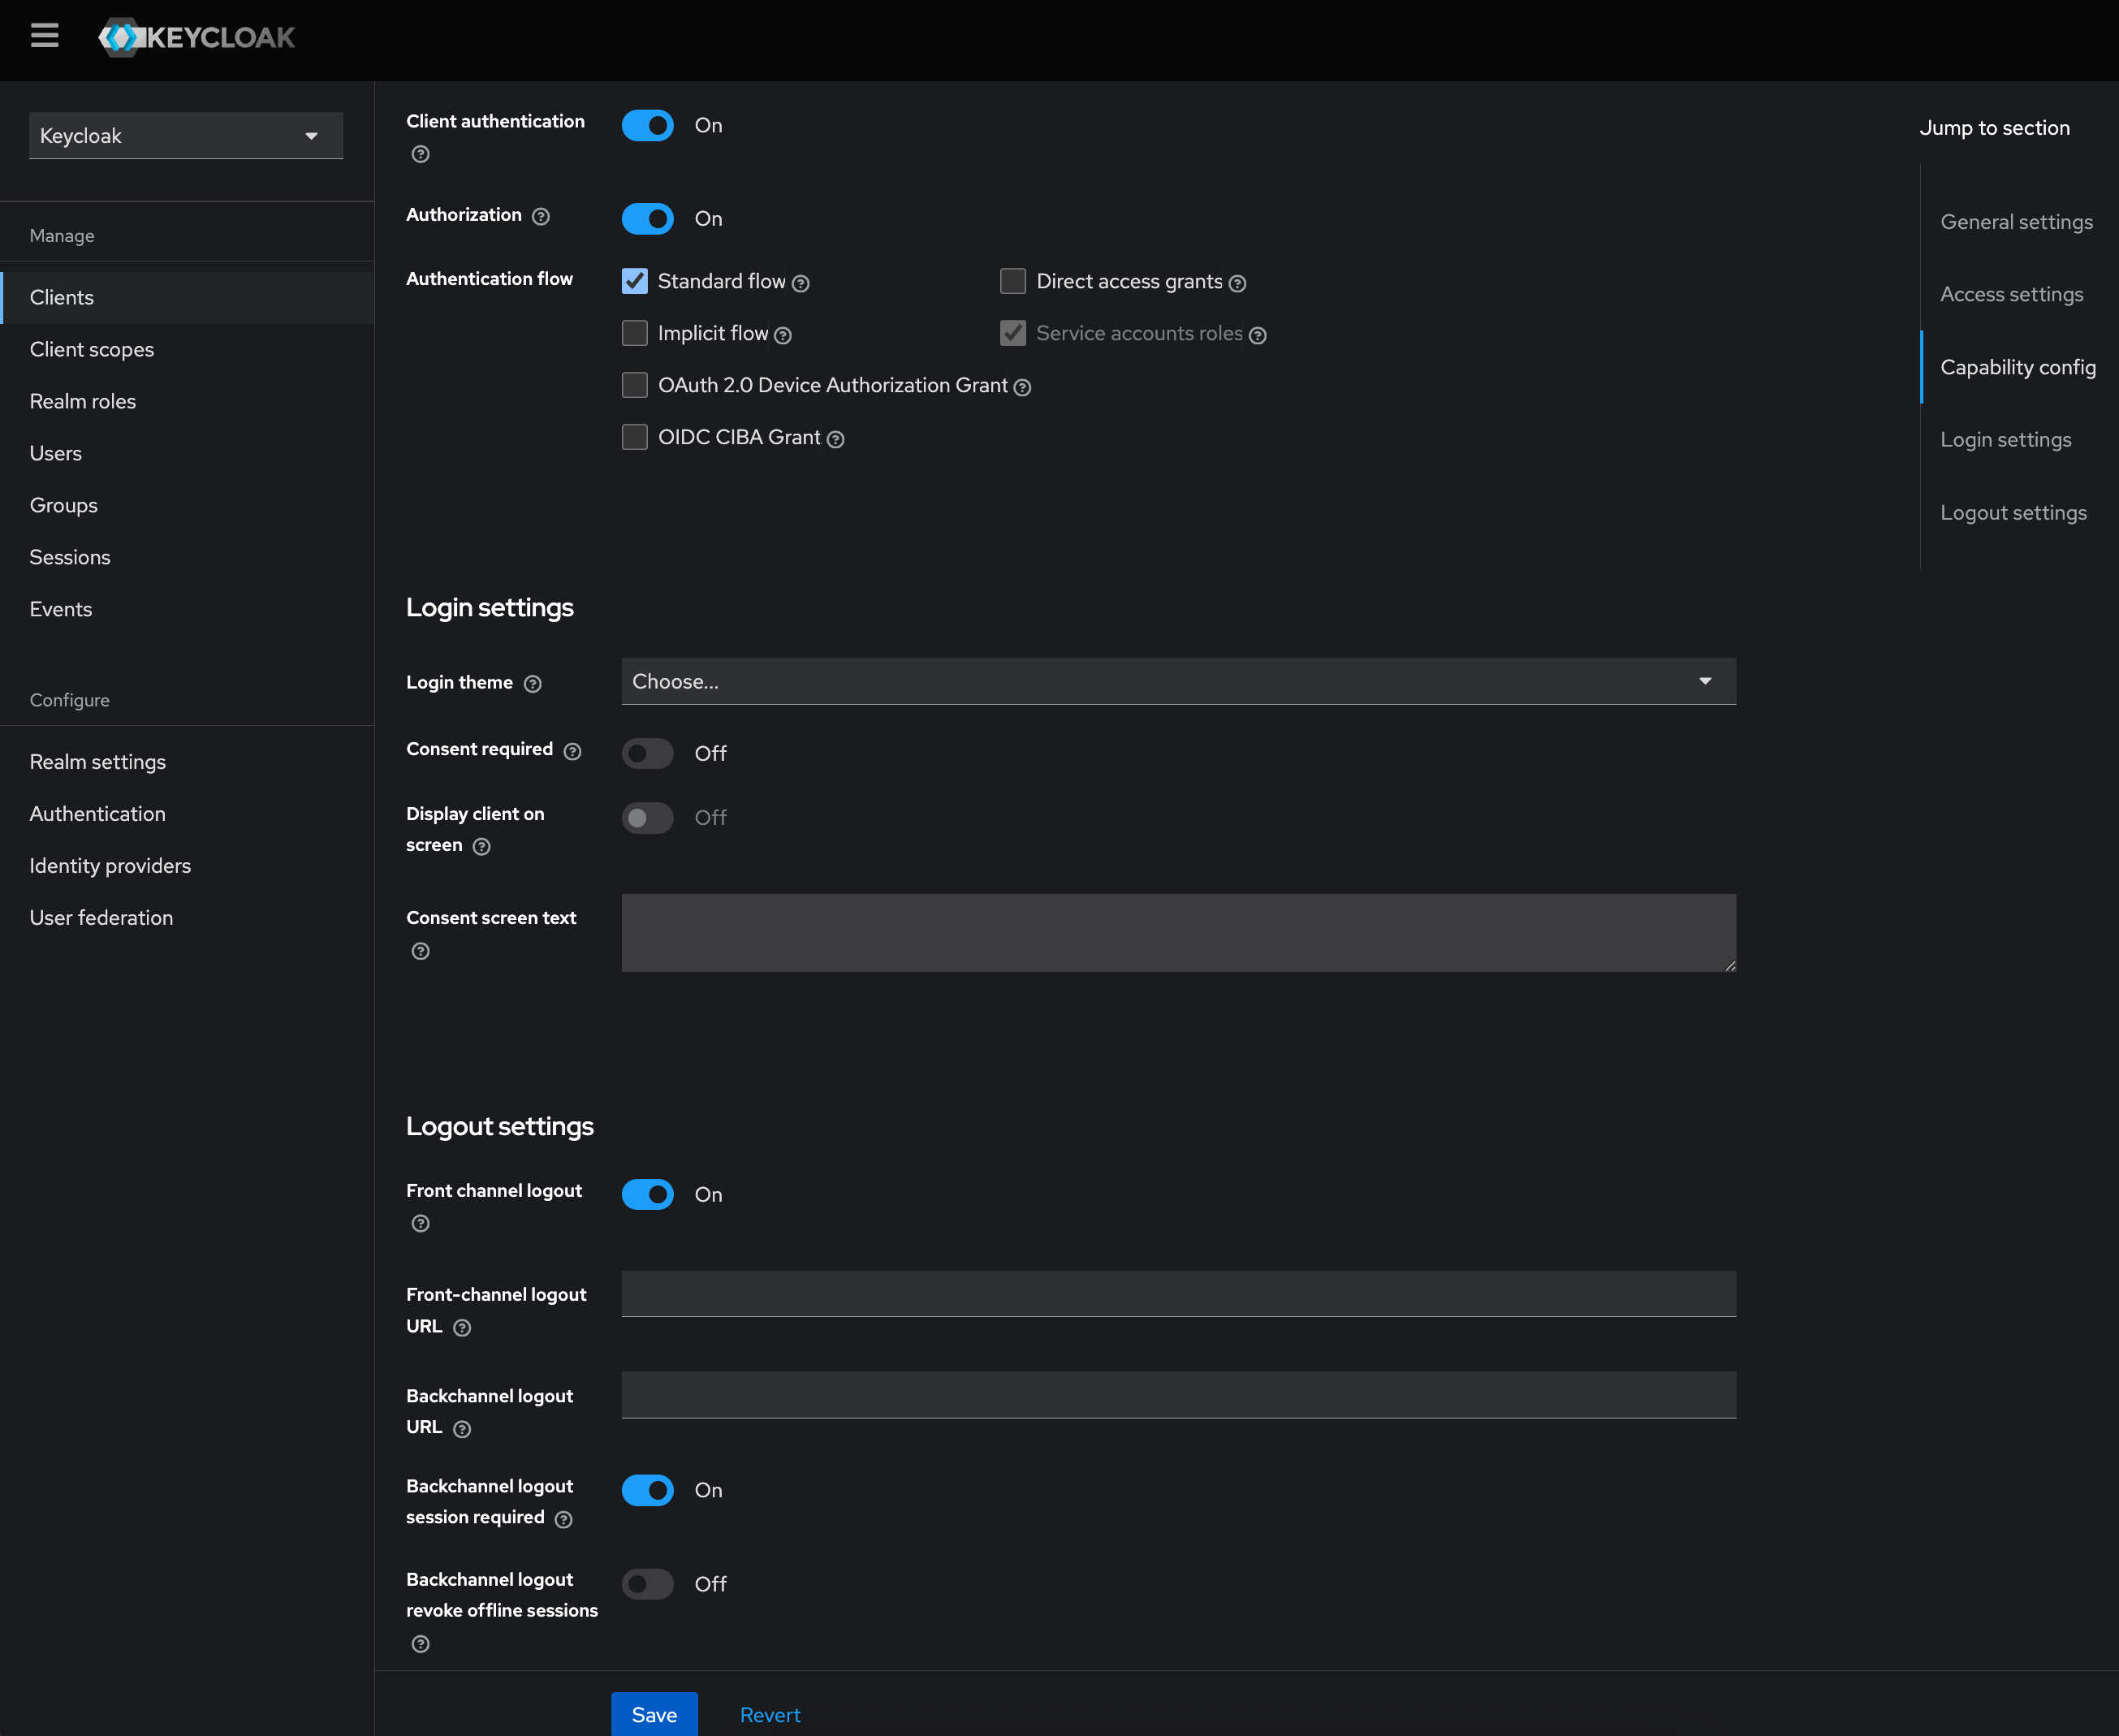 KEYCLOAK
Keycloak
Manage
Clients
Client scopes
Realm roles
Users
Groups
Sessions
Events
Configure
Realm settings
Authentication
Identity providers
User federation
Client authentication
On
Authorization
On
Authentication flow
Standard flow
Direct access grants
Implicit flow
Service accounts roles
OAuth 2.0 Device Authorization Grant
OIDC CIBA Grant
Login settings
Login theme
Choose...
Consent required
Off
Display client on
screen
Off
Consent screen text
Logout settings
Front channel logout
On
Front-channel logout
URL
Backchannel logout
URL
Backchannel logout
session required
On
Backchannel logout
revoke offline sessions
Off
Save
Revert
Jump to section
General settings
Access settings
Capability config
Login settings
Logout settings